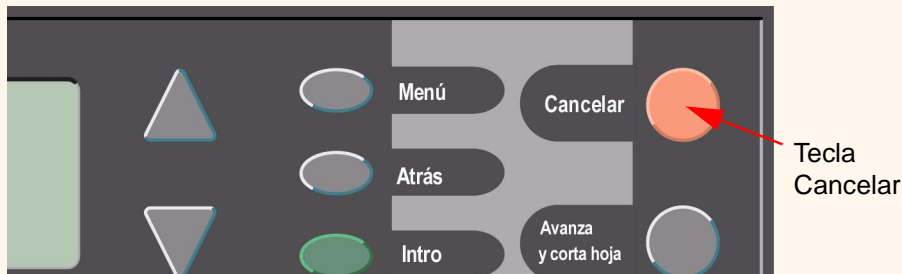 Menú
Cancelar
Atrás
Intro
Avanza
y corta hoja
Tecla
Cancelar